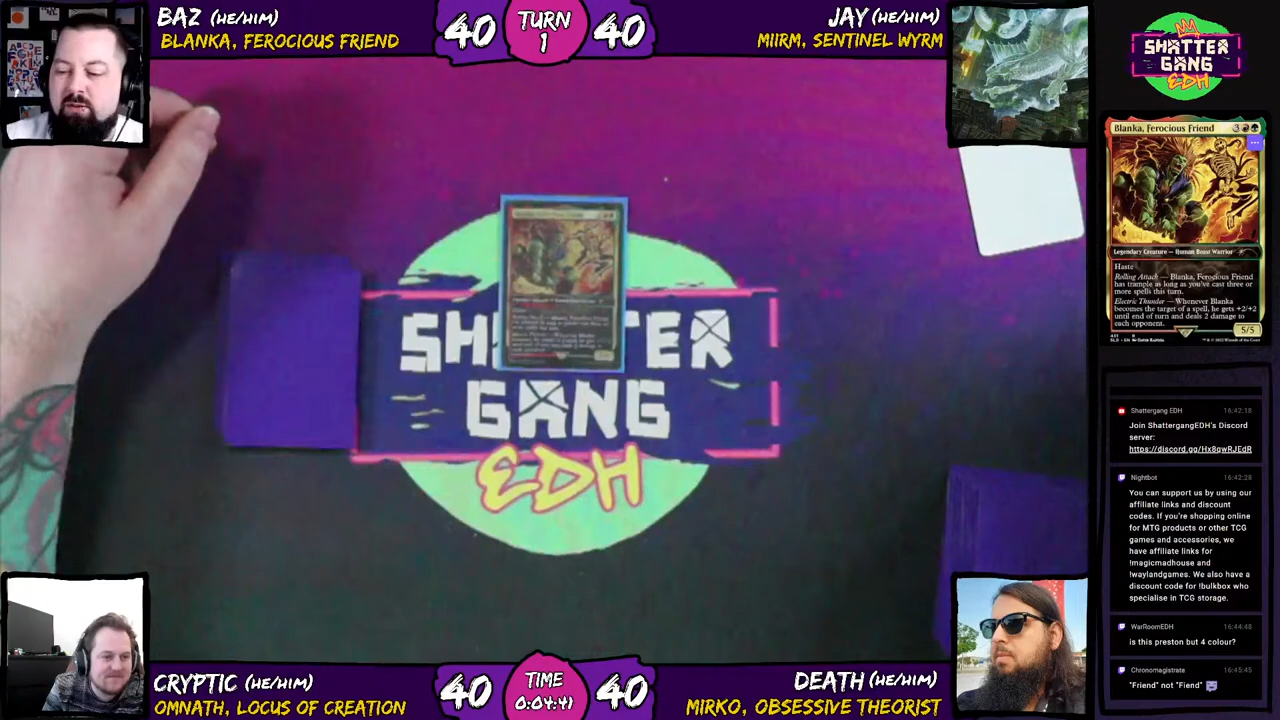 BAZ (HE/HIM)
BLANKA, FEROCIOUS FRIEND
40
TURN
1
40
JAY (HE/HIM)
MIIRM, SENTINEL WYRM
SHATTER
GANG
EDH
Blanka, Ferocious Friend
3
Legendary Creature — Human Beast Warrior
Haste
Rolling Attack — Blanka, Ferocious Friend
has trample as long as you've cast three or
more spells this turn.
Electric Thunder — Whenever Blanka
becomes the target of a spell, he gets +2/+2
until end of turn and deals 2 damage to
each opponent.
5/5
SHATTER
GANG
EDH
Shattergang EDH 16:42:18
Join ShattergangEDH's Discord
server:
https://discord.gg/Hx8qwRJEdR
Nightbot 16:42:28
You can support us by using our
affiliate links and discount
codes. If you're shopping online
for MTG products or other TCG
games and accessories, we
have affiliate links for
!magicmadhouse and
!waylandgames. We also have a
discount code for !bulkbox who
specialise in TCG storage.
WarRoomEDH 16:44:48
is this preston but 4 colour?
Chronomagistrate 16:45:45
"Friend" not "Fiend"
CRYPTIC (HE/HIM)
OMNATH, LOCUS OF CREATION
40
TIME
0:04:41
40
DEATH (HE/HIM)
MIRKO, OBSESSIVE THEORIST